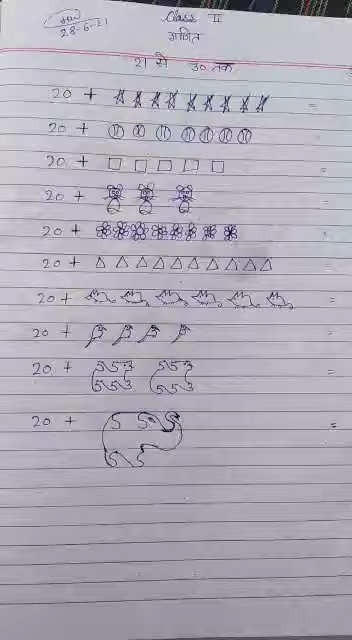 28-6-21
Class II
गणित
21 से 30 तक
20 + =
20 + =
20 + =
20 + =
20 + =
20 + =
20 + =
20 + =
20 + =
20 + =